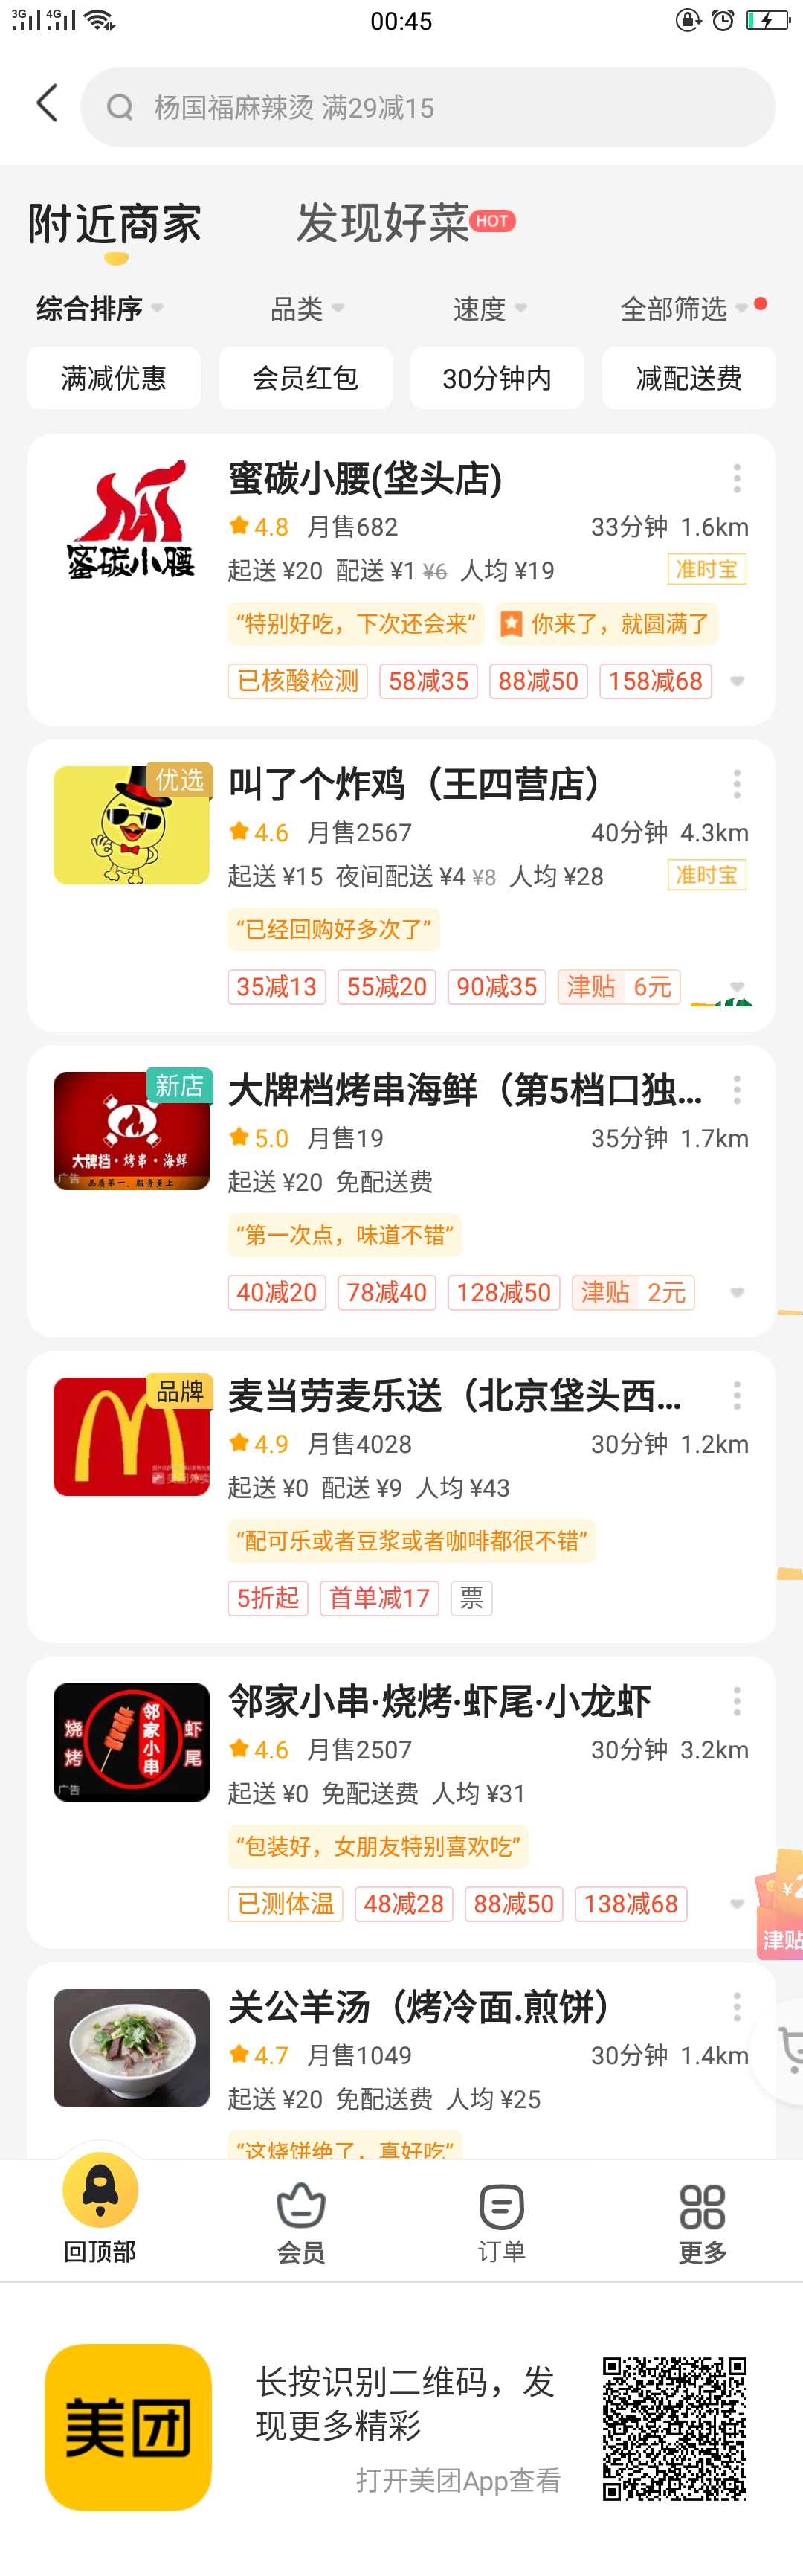 3G 4G 00:45
杨国福麻辣烫 满29减15
附近商家 发现好菜 HOT
综合排序 品类 速度 全部筛选
满减优惠 会员红包 30分钟内 减配送费
蜜碳小腰
蜜碳小腰(垡头店)
4.8 月售682 33分钟 1.6km
起送 ¥20 配送 ¥1 ¥6 人均 ¥19 准时宝
“特别好吃，下次还会来” 你来了，就圆满了
已核酸检测 58减35 88减50 158减68
优选
叫了个炸鸡（王四营店）
4.6 月售2567 40分钟 4.3km
起送 ¥15 夜间配送 ¥4 ¥8 人均 ¥28 准时宝
“已经回购好多次了”
35减13 55减20 90减35 津贴 6元
新店
大牌档·烤串·海鲜
品质第一、服务至上
广告
大牌档烤串海鲜（第5档口独...
5.0 月售19 35分钟 1.7km
起送 ¥20 免配送费
“第一次点，味道不错”
40减20 78减40 128减50 津贴 2元
品牌
麦当劳麦乐送（北京垡头西...
4.9 月售4028 30分钟 1.2km
起送 ¥0 配送 ¥9 人均 ¥43
“配可乐或者豆浆或者咖啡都很不错”
5折起 首单减17 票
烧烤 邻家小串 虾尾
广告
邻家小串·烧烤·虾尾·小龙虾
4.6 月售2507 30分钟 3.2km
起送 ¥0 免配送费 人均 ¥31
“包装好，女朋友特别喜欢吃”
已测体温 48减28 88减50 138减68
津贴
关公羊汤（烤冷面.煎饼）
4.7 月售1049 30分钟 1.4km
起送 ¥20 免配送费 人均 ¥25
“这烧饼绝了，真好吃”
回顶部 会员 订单 更多
美团
长按识别二维码，发
现更多精彩
打开美团App查看